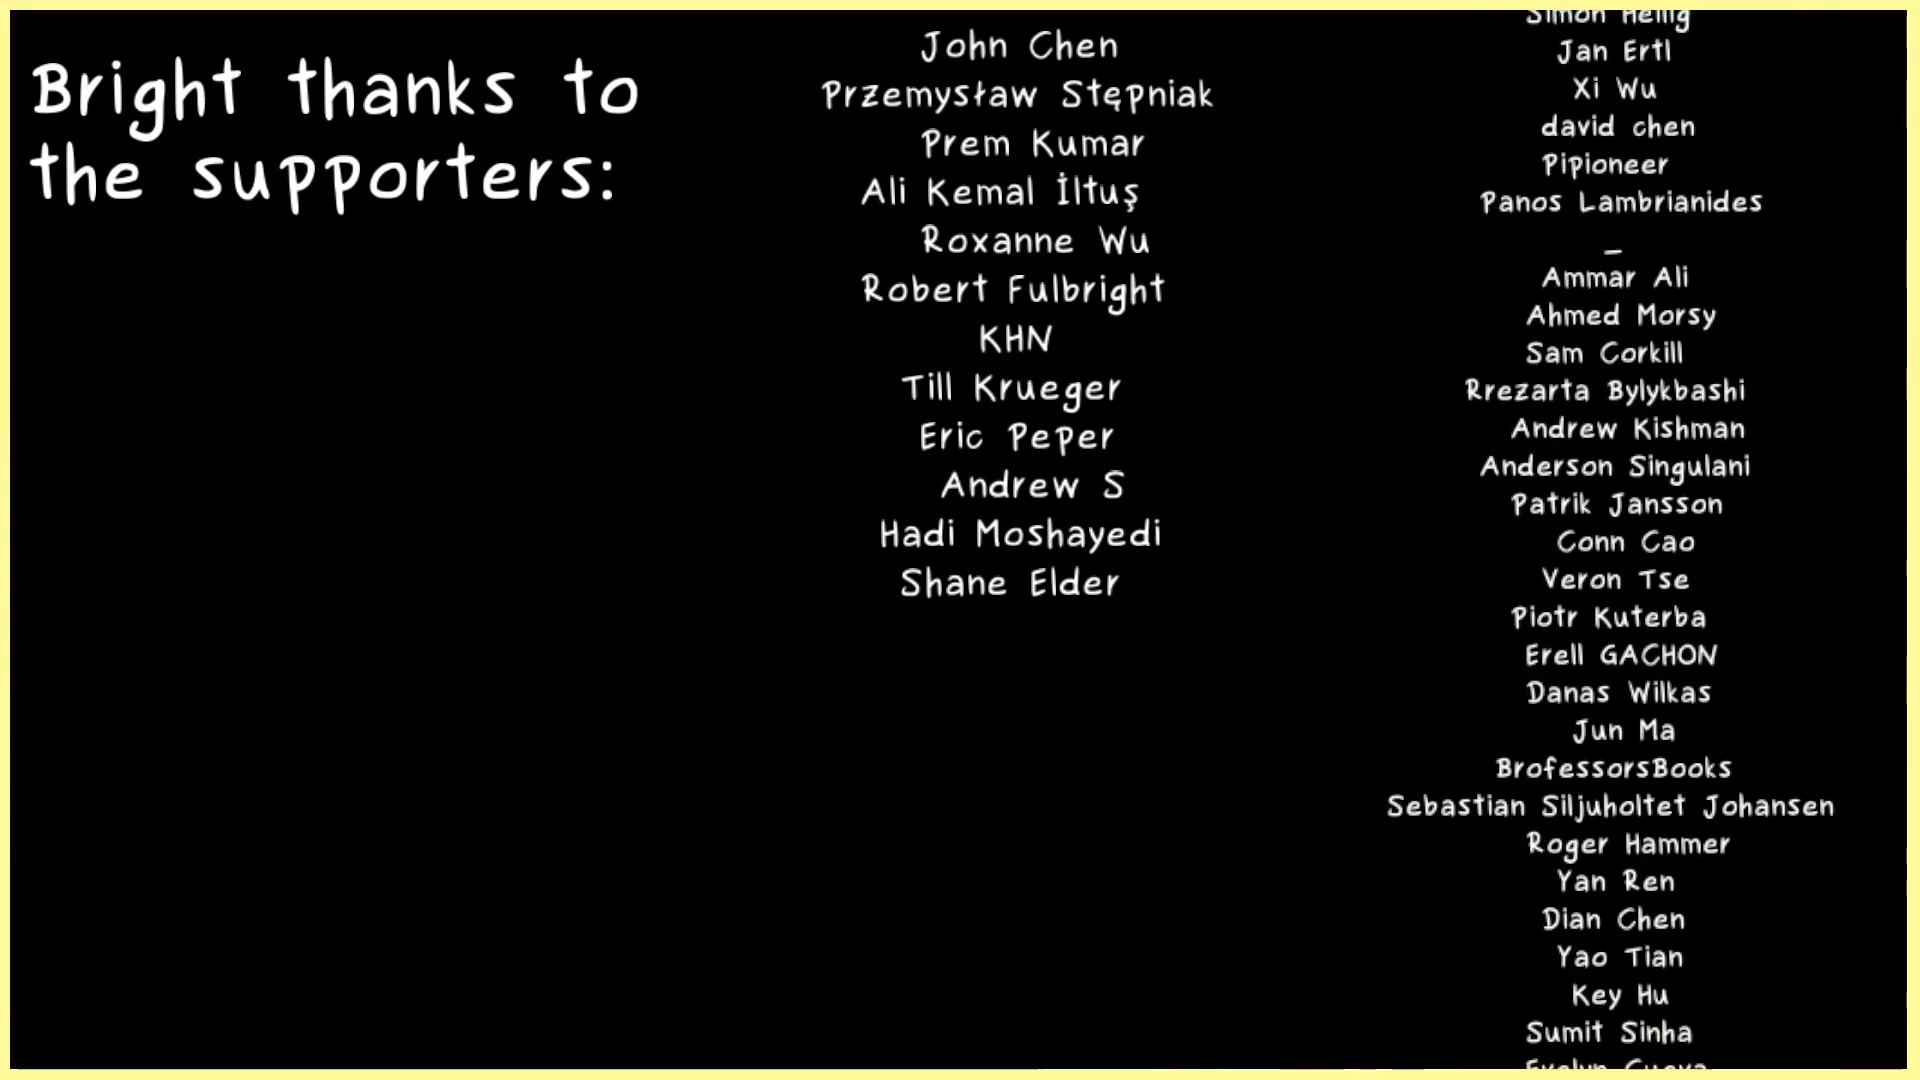 Bright thanks to
the supporters:
John Chen
Przemysław Stępniak
Prem Kumar
Ali Kemal İltuş
Roxanne Wu
Robert Fulbright
KHN
Till Krueger
Eric Peper
Andrew S
Hadi Moshayedi
Shane Elder
Simon Heilig
Jan Ertl
Xi Wu
david chen
Pipioneer
Panos Lambrianides
_
Ammar Ali
Ahmed Morsy
Sam Corkill
Rrezarta Bylykbashi
Andrew Kishman
Anderson Singulani
Patrik Jansson
Conn Cao
Veron Tse
Piotr Kuterba
Erell GACHON
Danas Wilkas
Jun Ma
BrofessorsBooks
Sebastian Siljuholtet Johansen
Roger Hammer
Yan Ren
Dian Chen
Yao Tian
Key Hu
Sumit Sinha